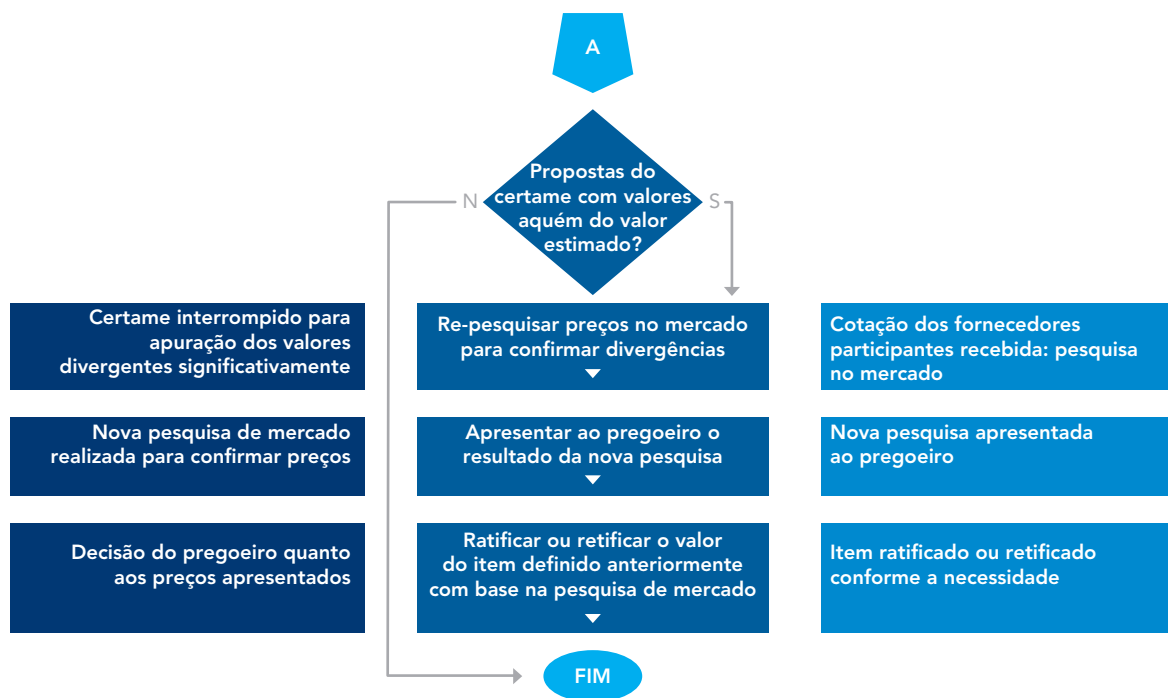 A
Propostas do
certame com valores
aquém do valor
estimado?
N
S
Certame interrompido para
apuração dos valores
divergentes significativamente
Re-pesquisar preços no mercado
para confirmar divergências
Cotação dos fornecedores
participantes recebida: pesquisa
no mercado
Nova pesquisa de mercado
realizada para confirmar preços
Apresentar ao pregoeiro o
resultado da nova pesquisa
Nova pesquisa apresentada
ao pregoeiro
Decisão do pregoeiro quanto
aos preços apresentados
Ratificar ou retificar o valor
do item definido anteriormente
com base na pesquisa de mercado
Item ratificado ou retificado
conforme a necessidade
FIM